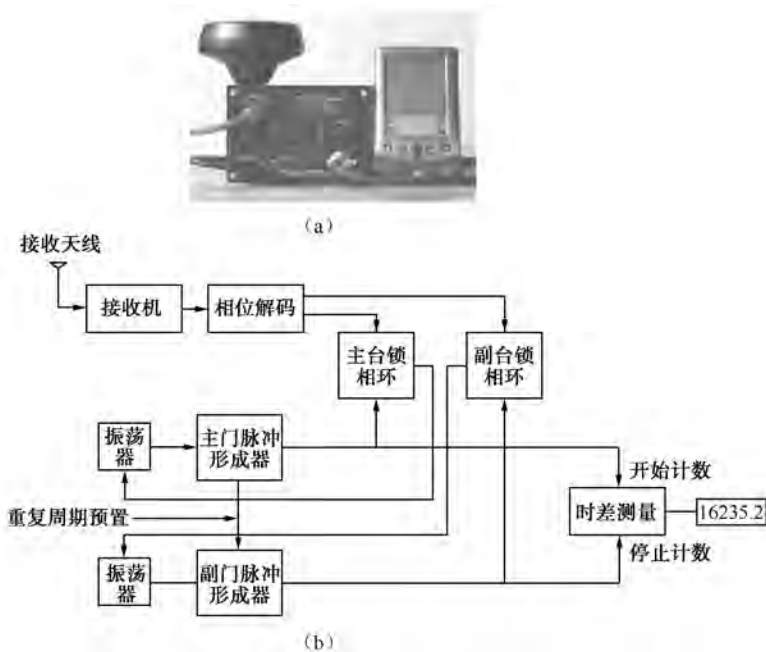 (a)
接收天线
接收机
相位解码
主台锁
相环
副台锁
相环
振荡
器
主门脉冲
形成器
开始计数
重复周期预置
时差测量
16235.2
停止计数
振荡
器
副门脉冲
形成器
(b)